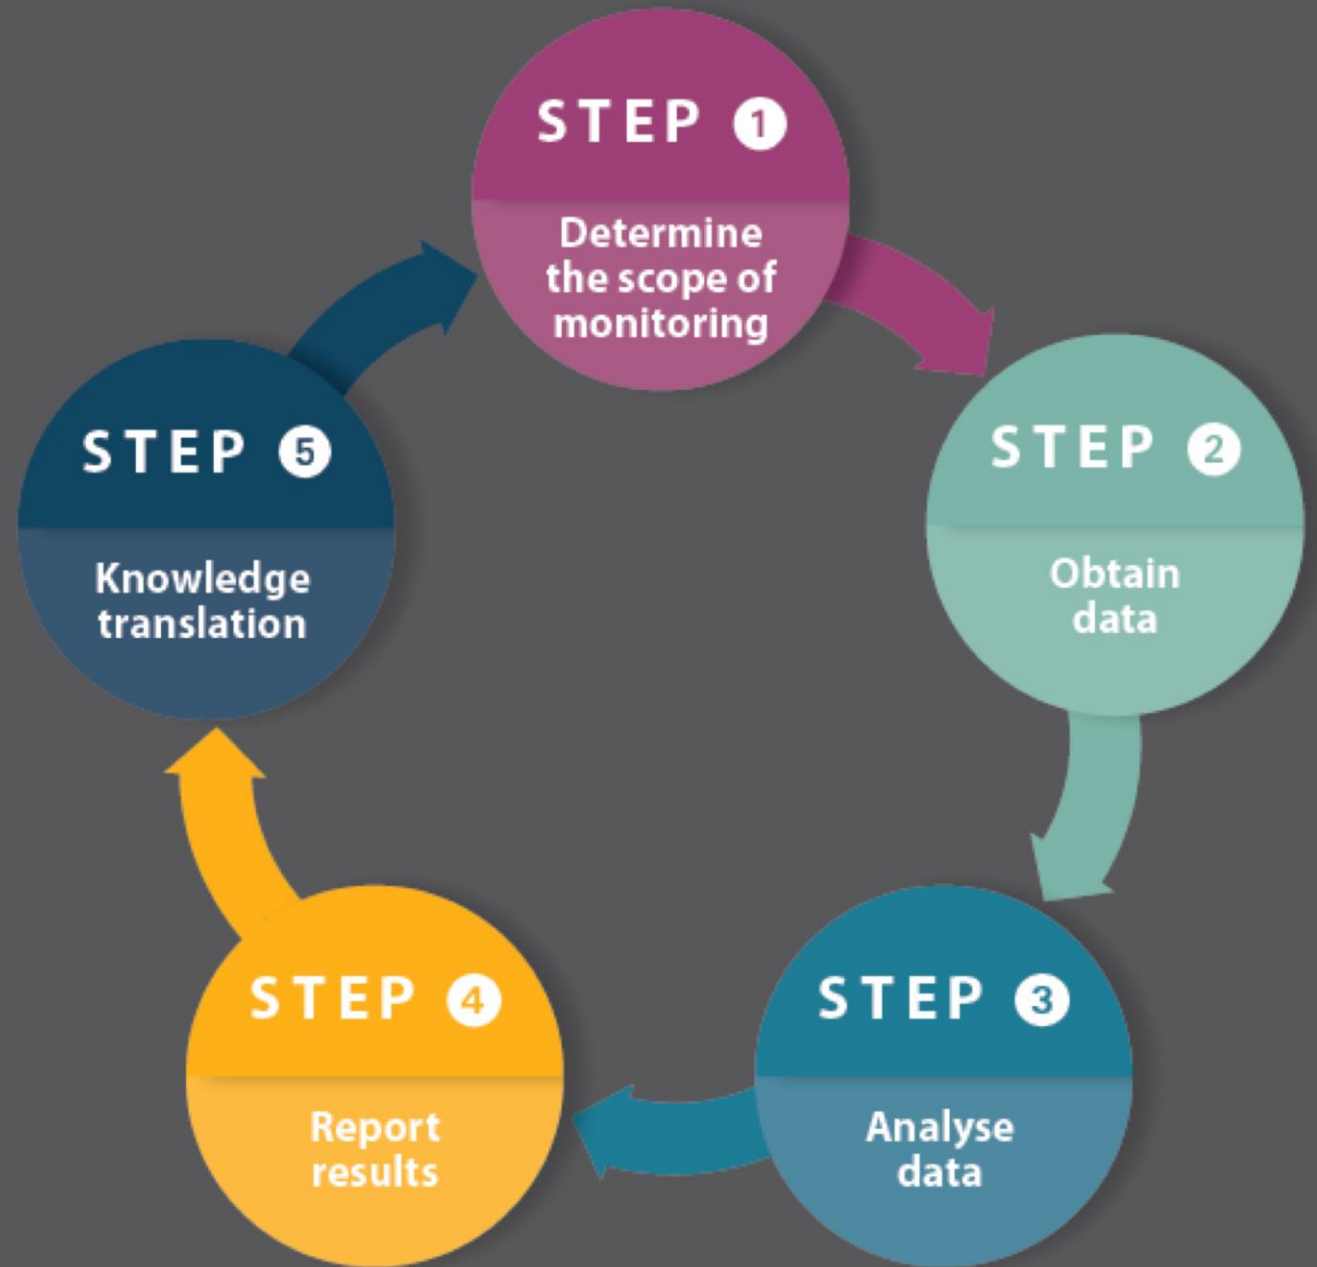 STEP 1
Determine
the scope of
monitoring
STEP 2
Obtain
data
STEP 3
Analyse
data
STEP 4
Report
results
STEP 5
Knowledge
translation